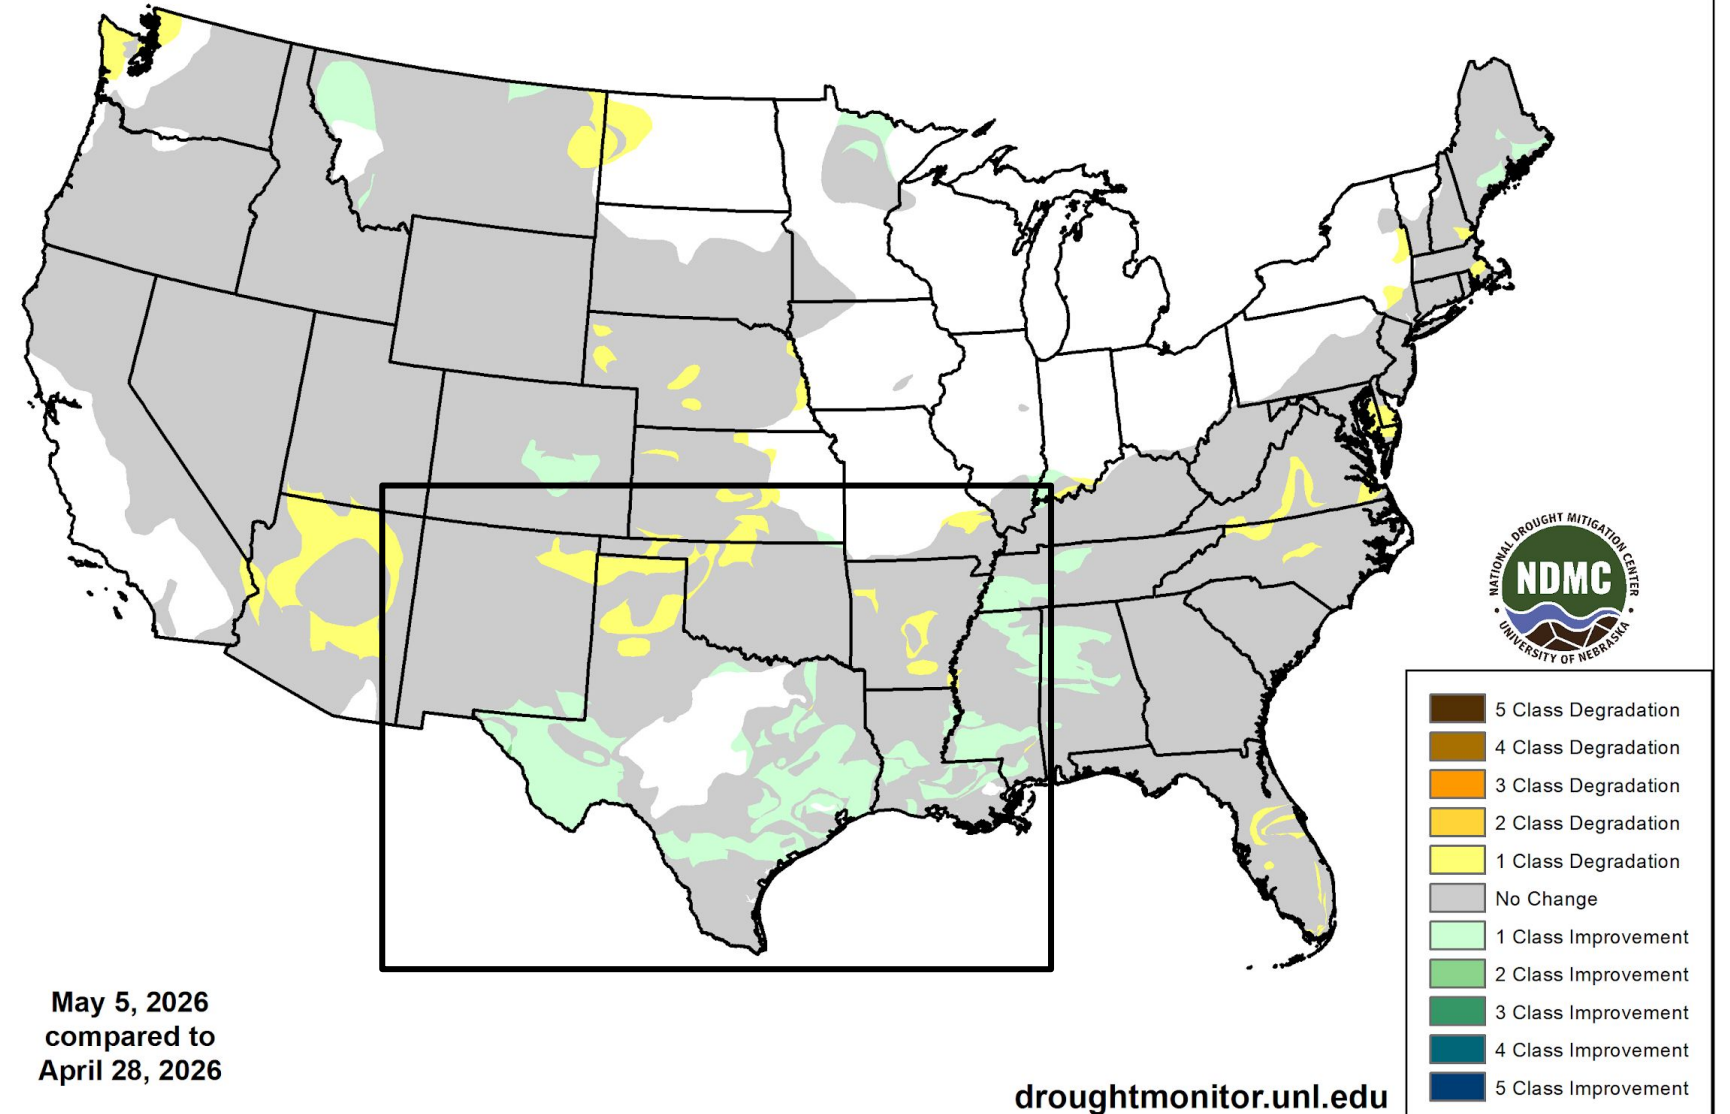 NATIONAL DROUGHT MITIGATION CENTER
NDMC
UNIVERSITY OF NEBRASKA
5 Class Degradation
4 Class Degradation
3 Class Degradation
2 Class Degradation
1 Class Degradation
No Change
1 Class Improvement
2 Class Improvement
3 Class Improvement
4 Class Improvement
5 Class Improvement
May 5, 2026
compared to
April 28, 2026
droughtmonitor.unl.edu